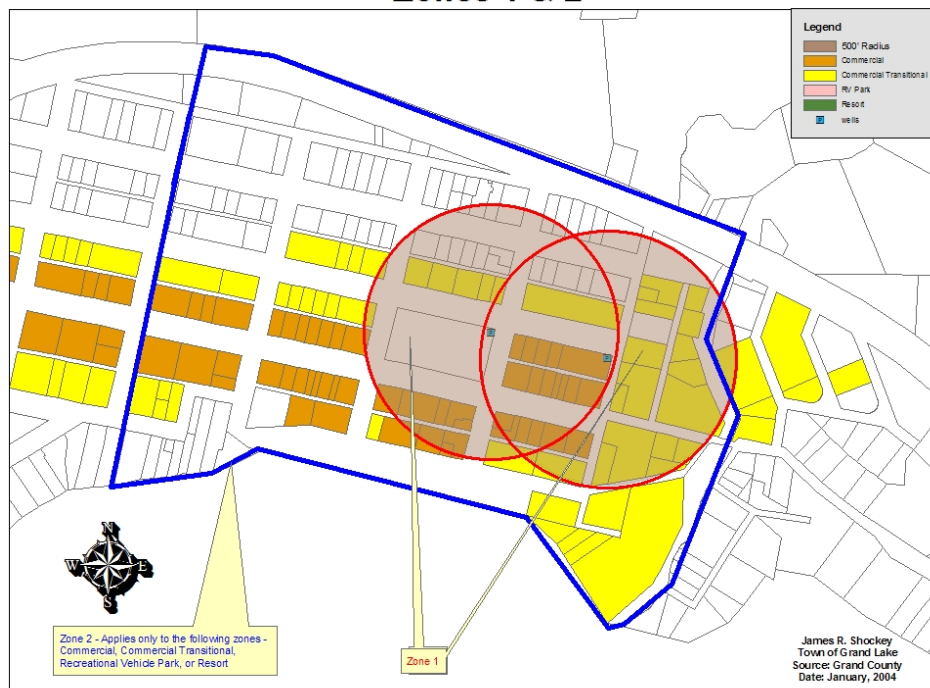 Legend
500' Radius
Commercial
Commercial Transitional
RV Park
Resort
wells
N
W E
S
Zone 2 - Applies only to the following zones -
Commercial, Commercial Transitional,
Recreational Vehicle Park, or Resort
Zone 1
James R. Shockey
Town of Grand Lake
Source: Grand County
Date: January, 2004